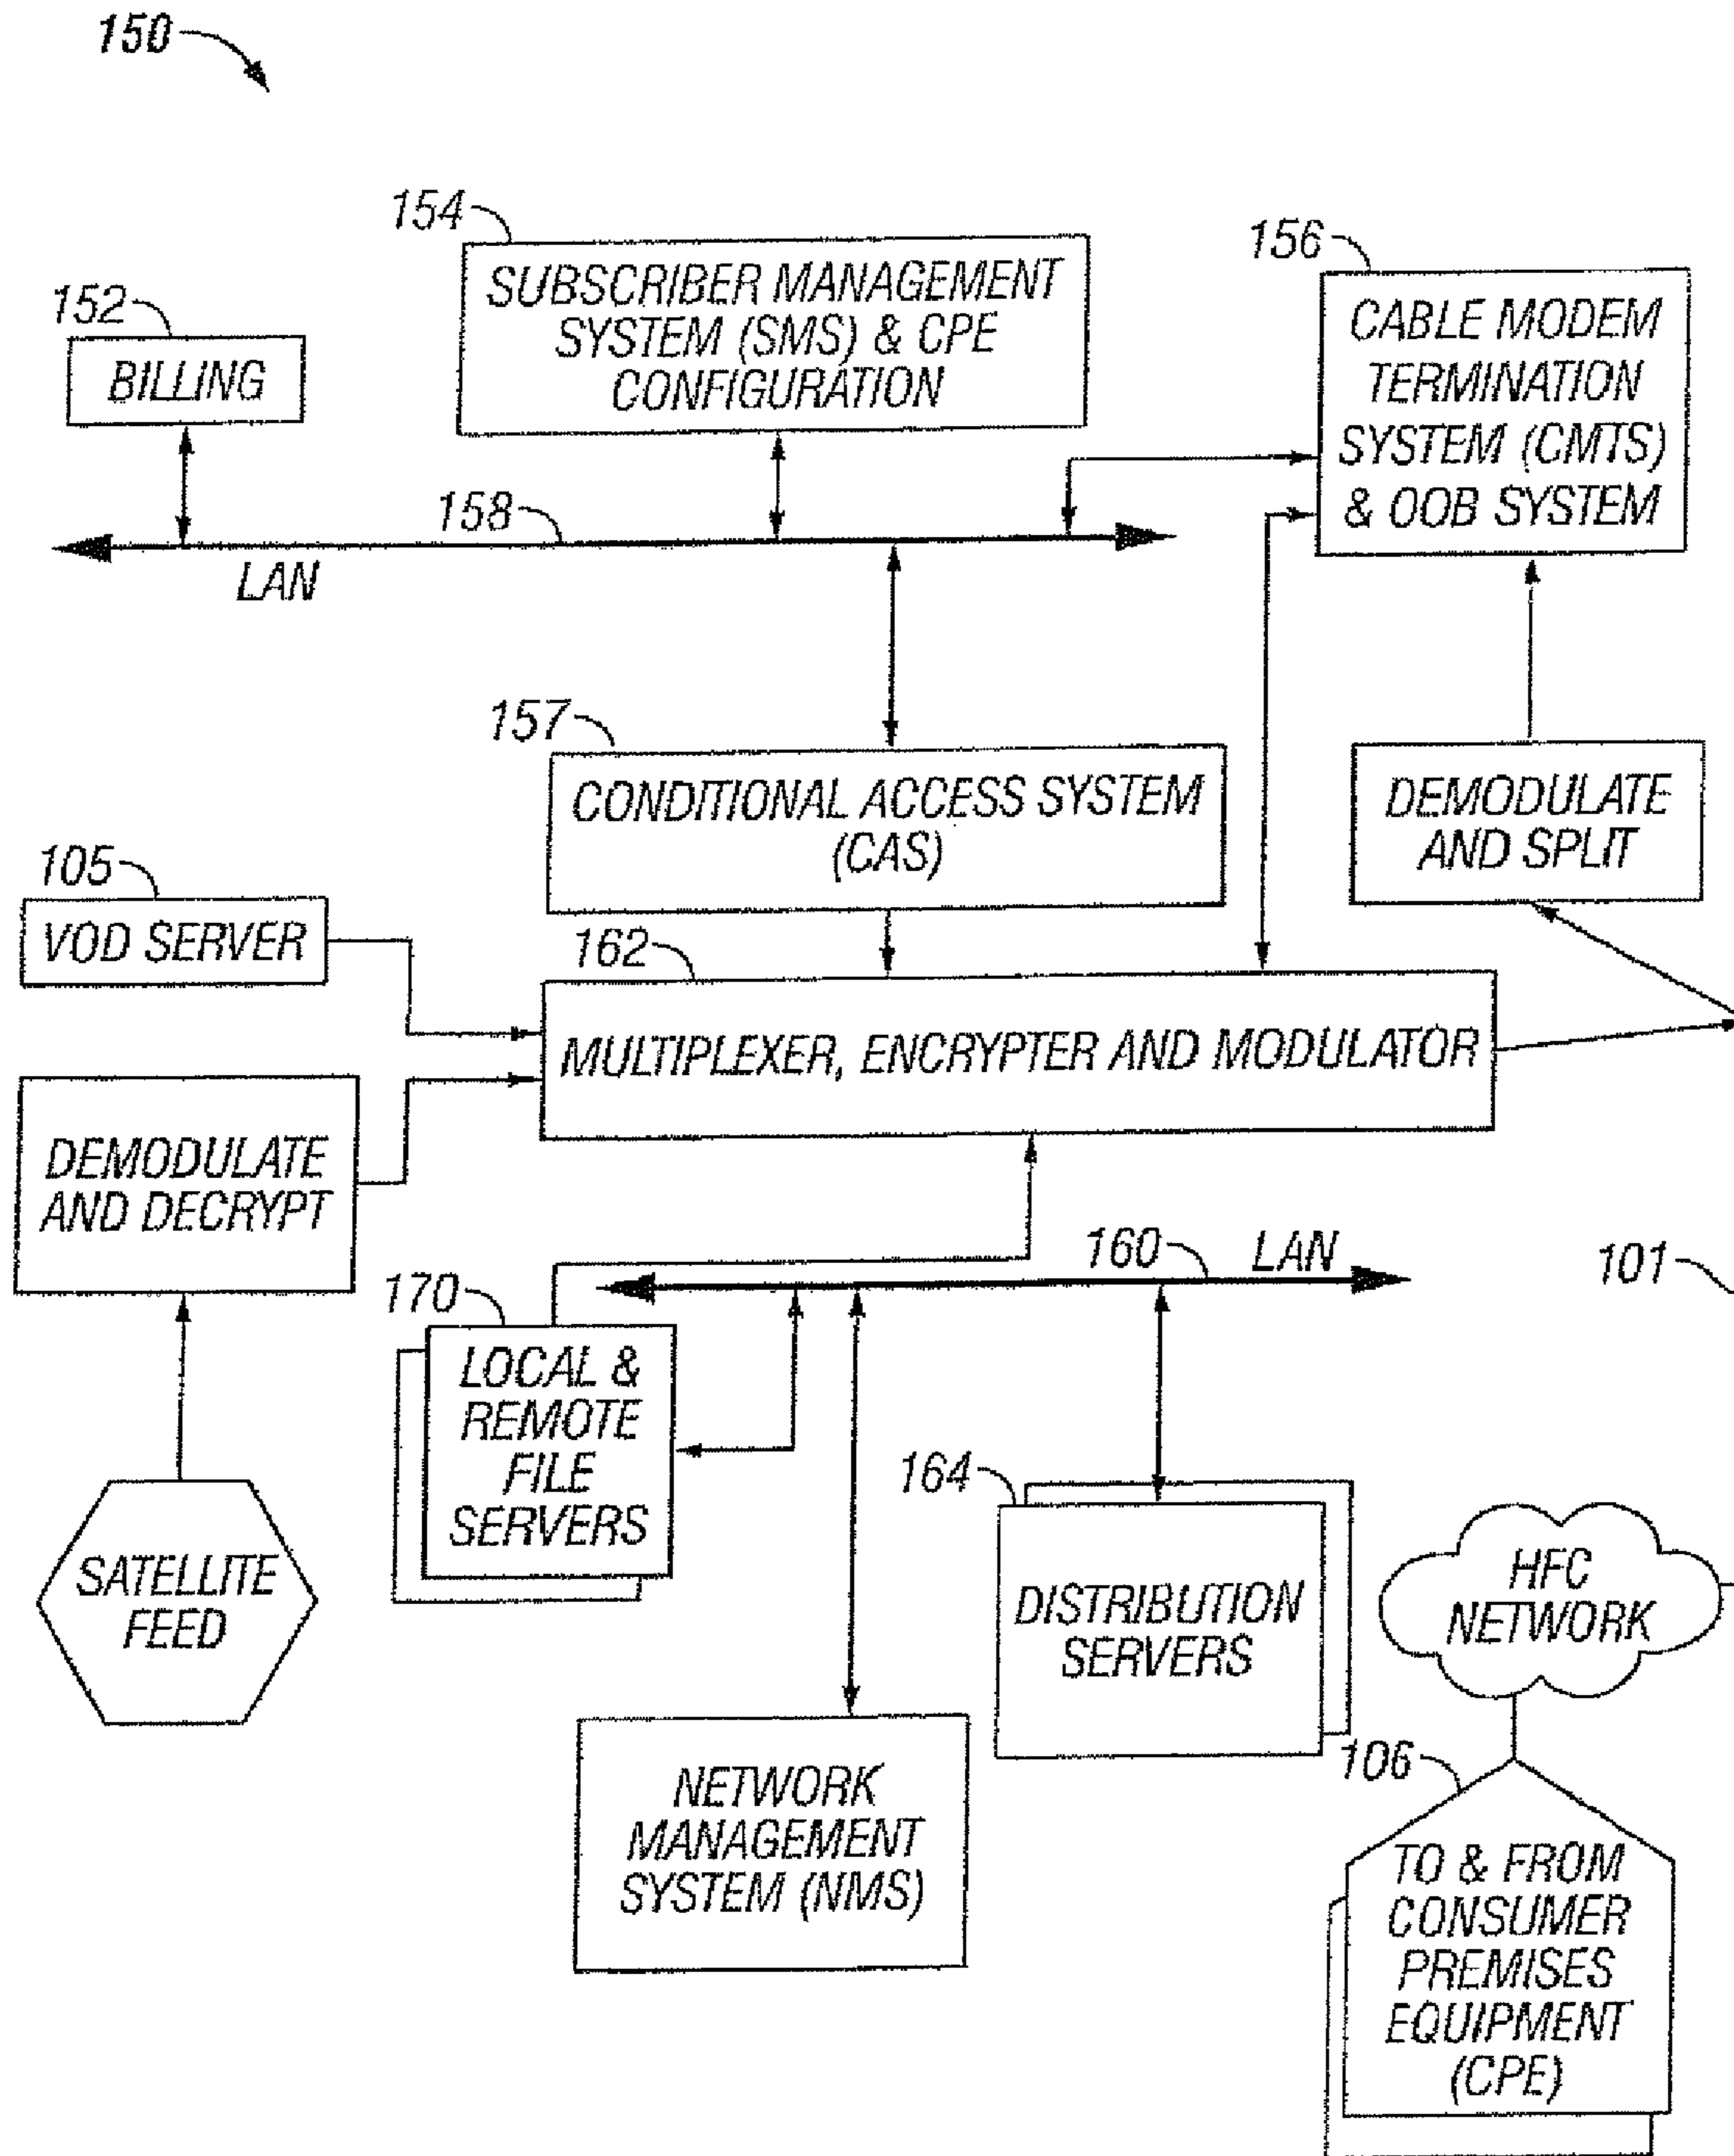 150
154
SUBSCRIBER MANAGEMENT
SYSTEM (SMS) & CPE
CONFIGURATION
156
CABLE MODEM
TERMINATION
SYSTEM (CMTS)
& OOB SYSTEM
152
BILLING
158
LAN
157
CONDITIONAL ACCESS SYSTEM
(CAS)
DEMODULATE
AND SPLIT
105
VOD SERVER
162
MULTIPLEXER, ENCRYPTER AND MODULATOR
DEMODULATE
AND DECRYPT
160
LAN
101
170
LOCAL &
REMOTE
FILE
SERVERS
SATELLITE
FEED
164
DISTRIBUTION
SERVERS
HFC
NETWORK
NETWORK
MANAGEMENT
SYSTEM (NMS)
106
TO & FROM
CONSUMER
PREMISES
EQUIPMENT
(CPE)